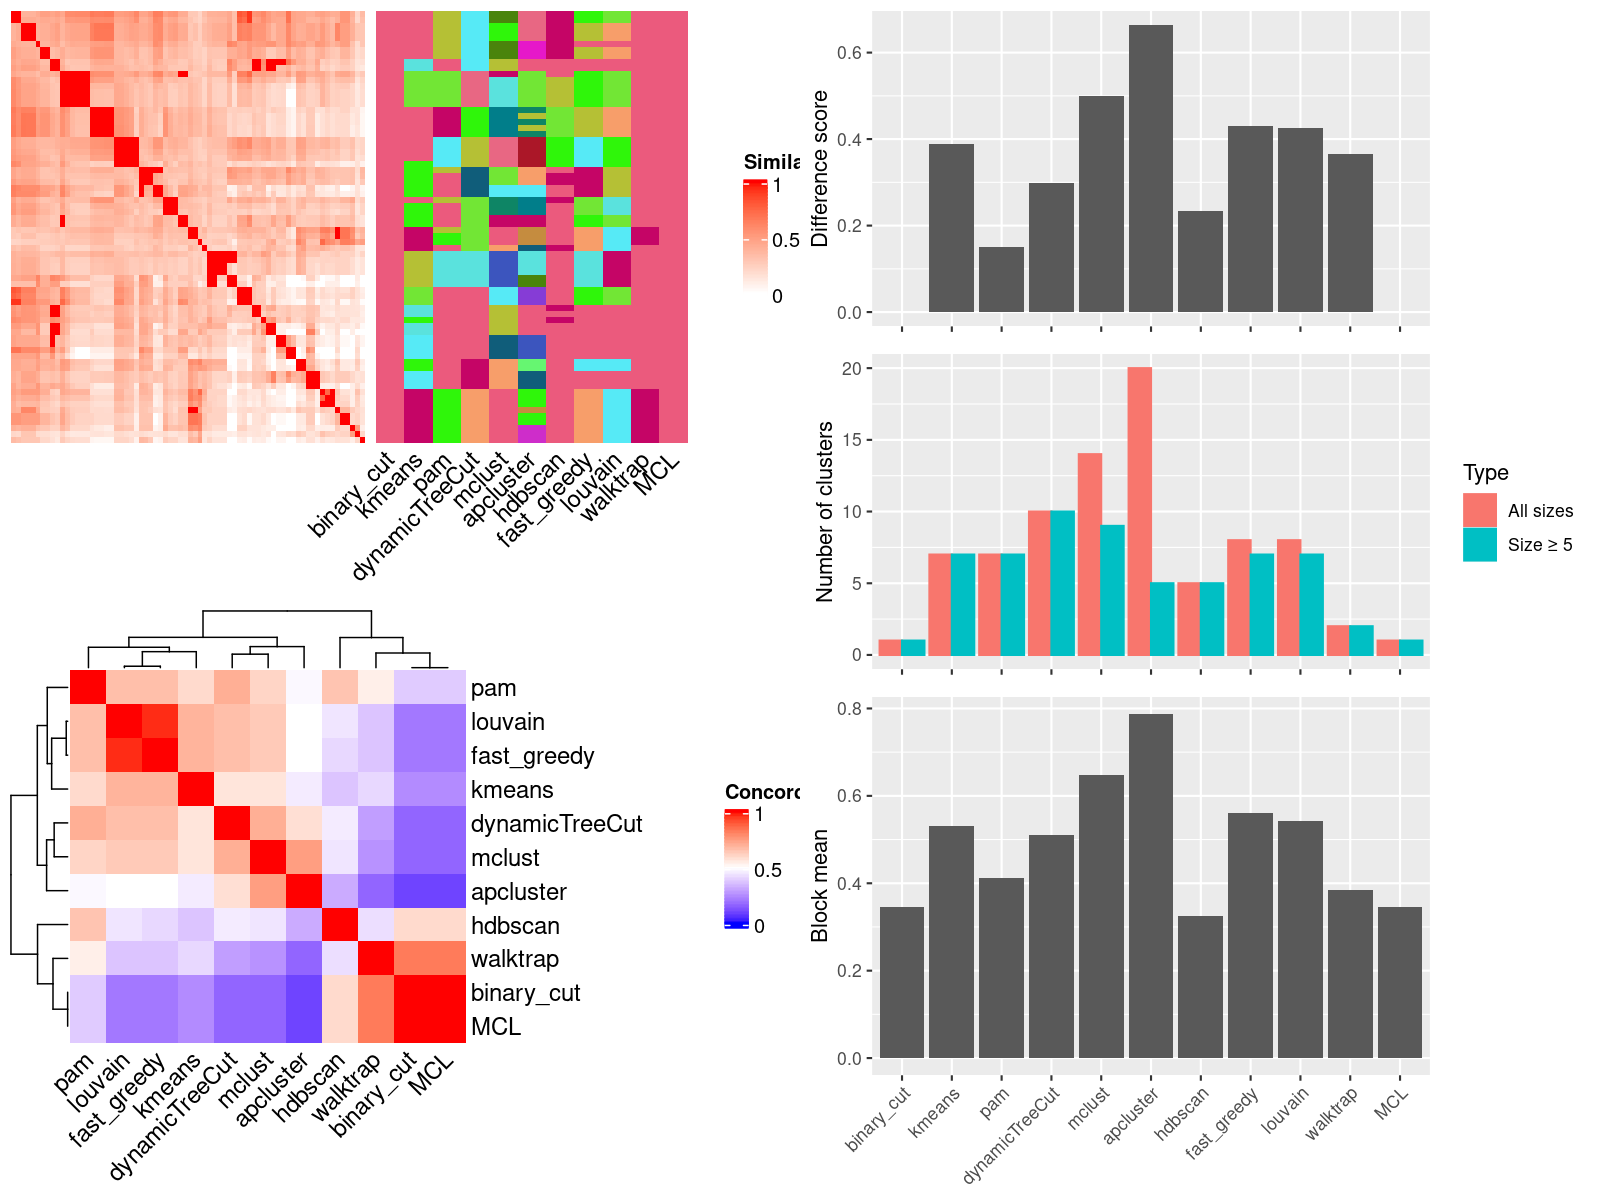 Simila
1
0.5
0
binary_cut
kmeans
pam
dynamicTreeCut
mclust
apcluster
hdbscan
fast_greedy
louvain
walktrap
MCL
pam
louvain
fast_greedy
kmeans
dynamicTreeCut
mclust
apcluster
hdbscan
walktrap
binary_cut
MCL
Concord
1
0.5
0
pam
louvain
fast_greedy
kmeans
dynamicTreeCut
mclust
apcluster
hdbscan
walktrap
binary_cut
MCL
Difference score
0.6
0.4
0.2
0.0
Number of clusters
20
15
10
5
0
Type
All sizes
Size ≥ 5
Block mean
0.8
0.6
0.4
0.2
0.0
binary_cut
kmeans
pam
dynamicTreeCut
mclust
apcluster
hdbscan
fast_greedy
louvain
walktrap
MCL